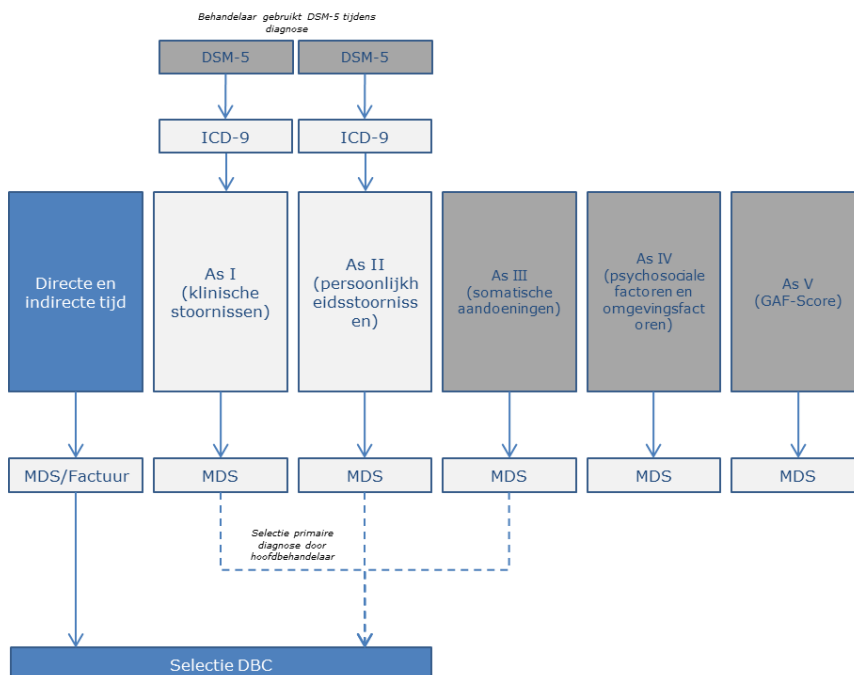 Behandelaar gebruikt DSM-5 tijdens
diagnose
DSM-5
DSM-5
ICD-9
ICD-9
Directe en
indirecte tijd
As I
(klinische
stoornissen)
As II
(persoonlijkh
eidsstoorniss
en)
As III
(somatische
aandoeningen)
As IV
(psychosociale
factoren en
omgevingsfact
oren)
As V
(GAF-Score)
MDS/Factuur
MDS
MDS
MDS
MDS
MDS
Selectie primaire
diagnose door
hoofdbehandelaar
Selectie DBC